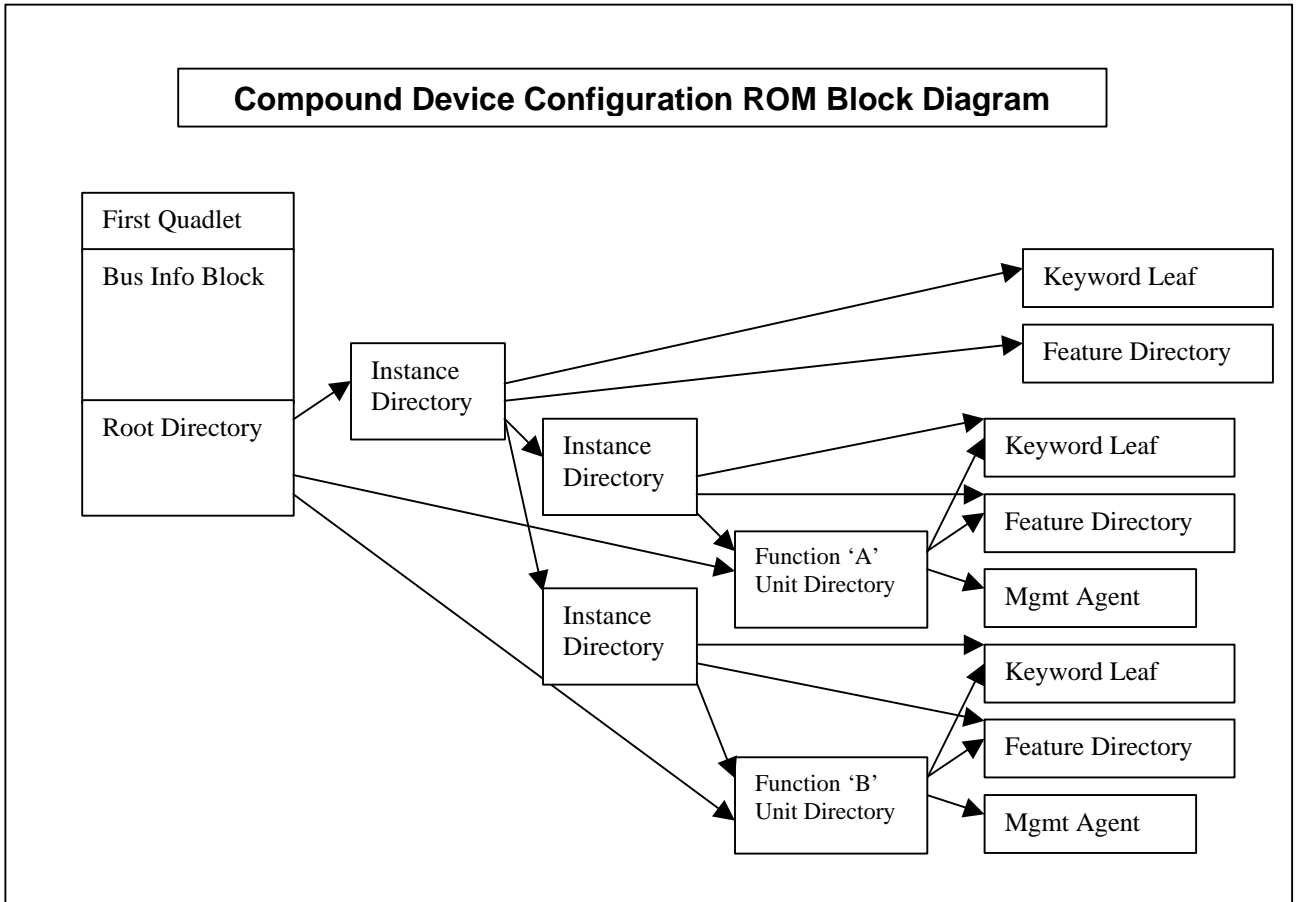 Compound Device Configuration ROM Block Diagram
First Quadlet
Bus Info Block
Root Directory
Instance
Directory
Keyword Leaf
Feature Directory
Instance
Directory
Keyword Leaf
Feature Directory
Function ‘A’
Unit Directory
Mgmt Agent
Instance
Directory
Keyword Leaf
Feature Directory
Function ‘B’
Unit Directory
Mgmt Agent